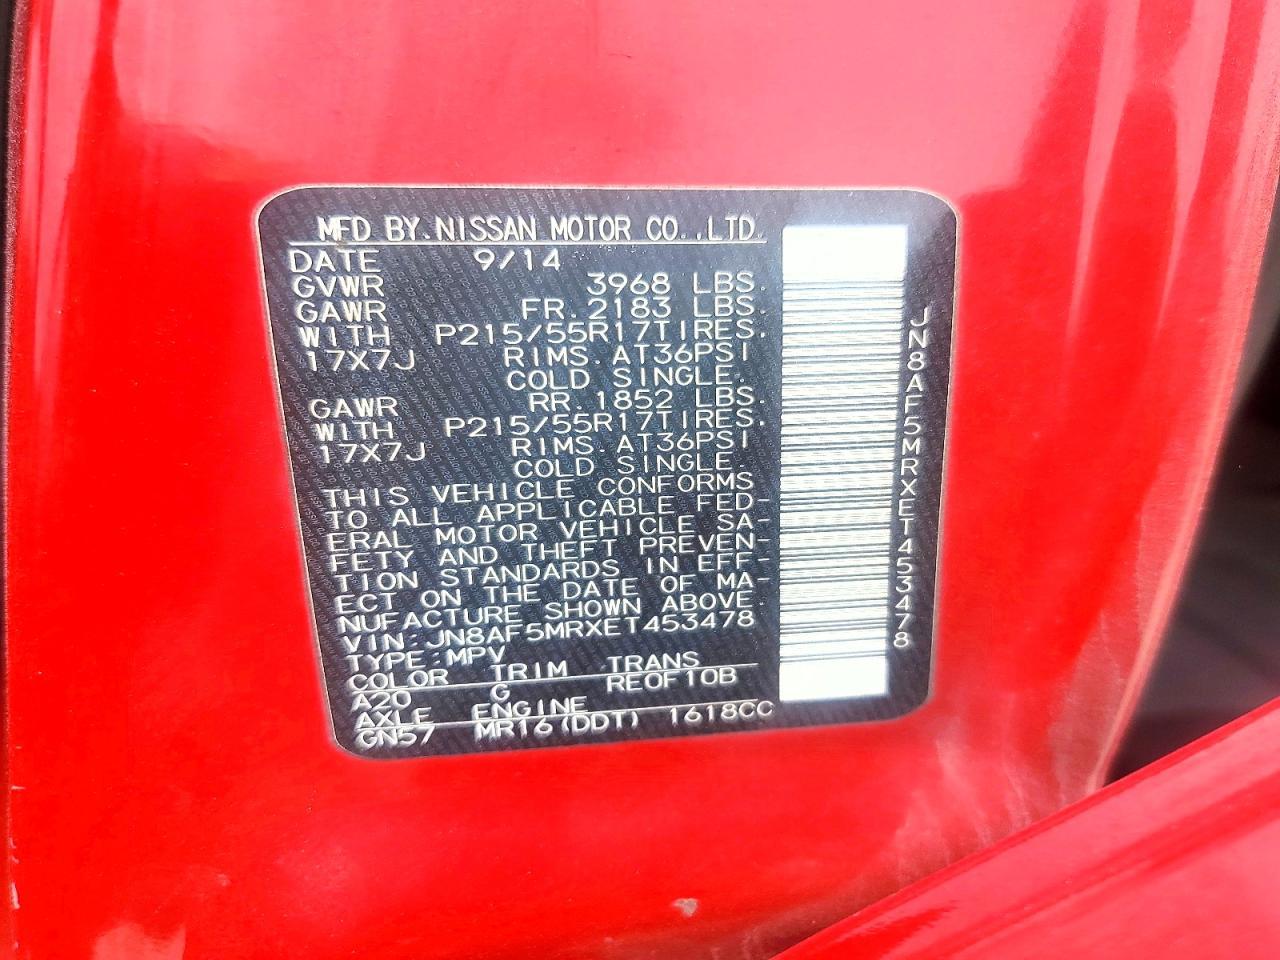 MFD BY.NISSAN MOTOR CO.,LTD.
DATE 9/14
GVWR 3968 LBS.
GAWR FR.2183 LBS.
WITH P215/55R17TIRES.
17X7J RIMS.AT36PSI
COLD SINGLE.
GAWR RR.1852 LBS.
WITH P215/55R17TIRES.
17X7J RIMS.AT36PSI
COLD SINGLE.
THIS VEHICLE CONFORMS
TO ALL APPLICABLE FED-
ERAL MOTOR VEHICLE SA-
FETY AND THEFT PREVEN-
TION STANDARDS IN EFF-
ECT ON THE DATE OF MA-
NUFACTURE SHOWN ABOVE
VIN:JN8AF5MRXET453478
TYPE:MPV
COLOR TRIM TRANS
A20 G RE0F10B
AXLE ENGINE
GN57 MR16(DDT) 1618CC
JN8AF5MRXET453478